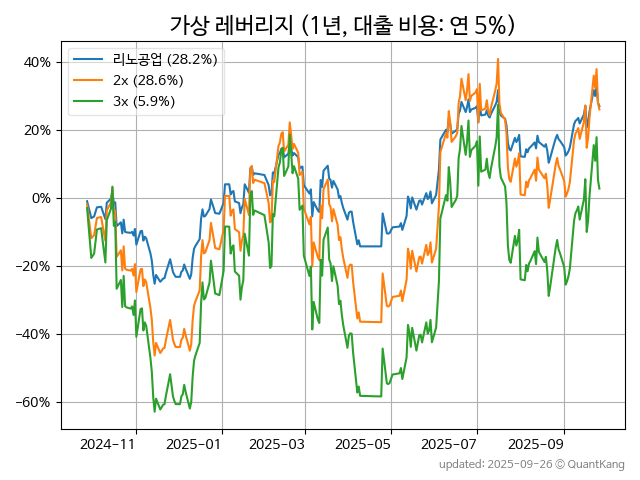 가상 레버리지 (1년, 대출 비용: 연 5%)
리노공업 (28.2%)
2x (28.6%)
3x (5.9%)
40%
20%
0%
−20%
−40%
−60%
2024-11
2025-01
2025-03
2025-05
2025-07
2025-09
updated: 2025-09-26 © QuantKang